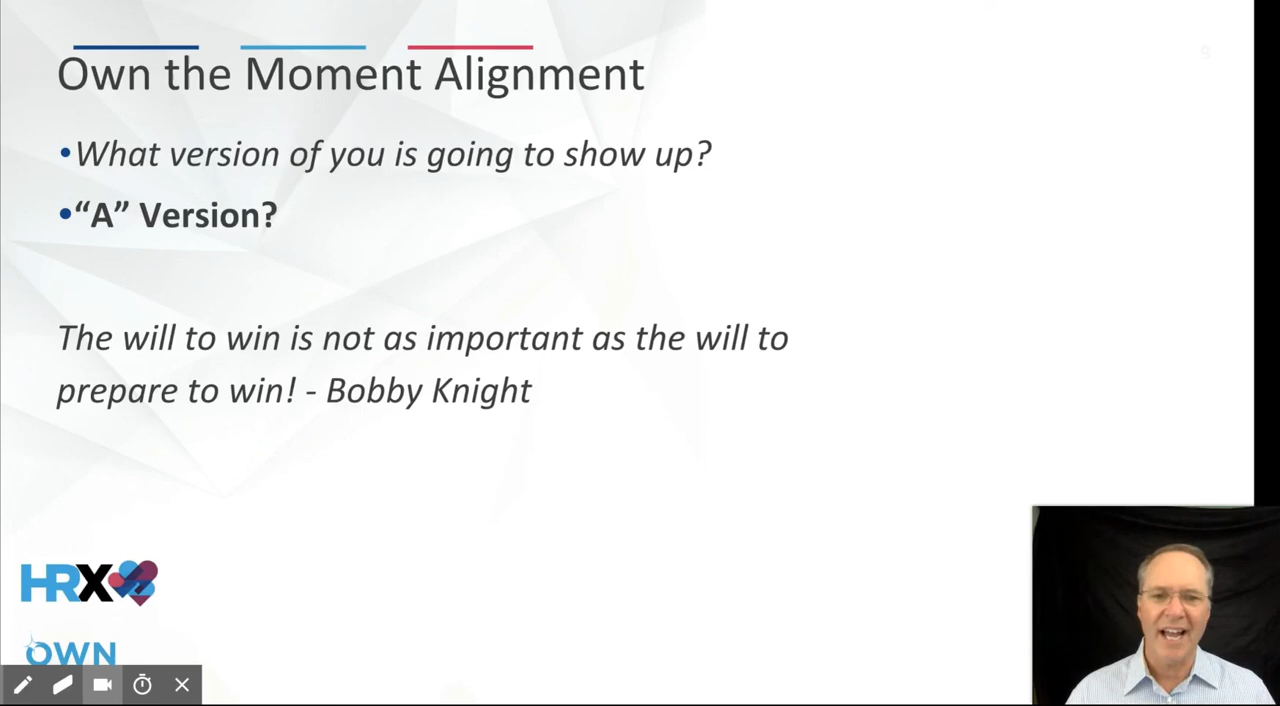 Own the Moment Alignment
•What version of you is going to show up?
•“A” Version?
The will to win is not as important as the will to
prepare to win! - Bobby Knight
HRX
OWN
9